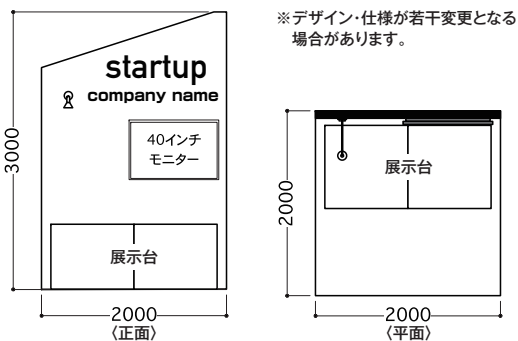 ※デザイン・仕様が若干変更となる
場合があります。
startup
company name
40インチ
モニター
3000
展示台
2000
〈正面〉
展示台
2000
2000
〈平面〉